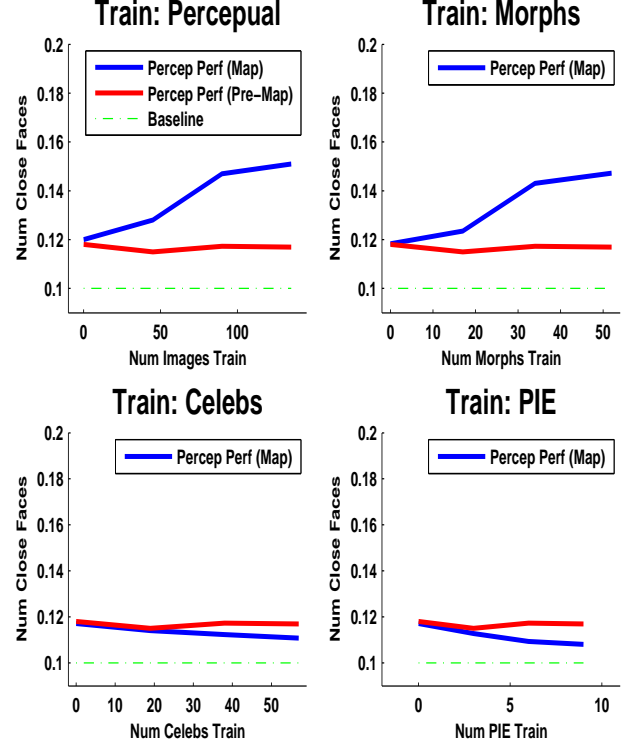 Train: Percepual
Num Close Faces
0.2
0.18
0.16
0.14
0.12
0.1
Percep Perf (Map)
Percep Perf (Pre-Map)
Baseline
0 50 100
Num Images Train
Train: Morphs
Num Close Faces
0.2
0.18
0.16
0.14
0.12
0.1
Percep Perf (Map)
0 10 20 30 40 50
Num Morphs Train
Train: Celebs
Num Close Faces
0.2
0.18
0.16
0.14
0.12
0.1
Percep Perf (Map)
0 10 20 30 40 50
Num Celebs Train
Train: PIE
Num Close Faces
0.2
0.18
0.16
0.14
0.12
0.1
Percep Perf (Map)
0 5 10
Num PIE Train